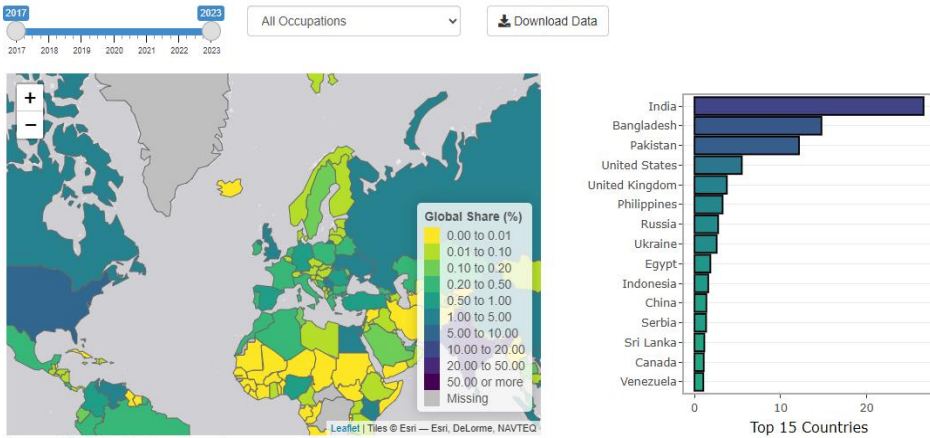 2017 2023
2017 2018 2019 2020 2021 2022 2023
All Occupations
Download Data
+
−
Global Share (%)
0.00 to 0.01
0.01 to 0.10
0.10 to 0.20
0.20 to 0.50
0.50 to 1.00
1.00 to 5.00
5.00 to 10.00
10.00 to 20.00
20.00 to 50.00
50.00 or more
Missing
Leaflet | Tiles © Esri — Esri, DeLorme, NAVTEQ
India
Bangladesh
Pakistan
United States
United Kingdom
Philippines
Russia
Ukraine
Egypt
Indonesia
China
Serbia
Sri Lanka
Canada
Venezuela
0 10 20
Top 15 Countries